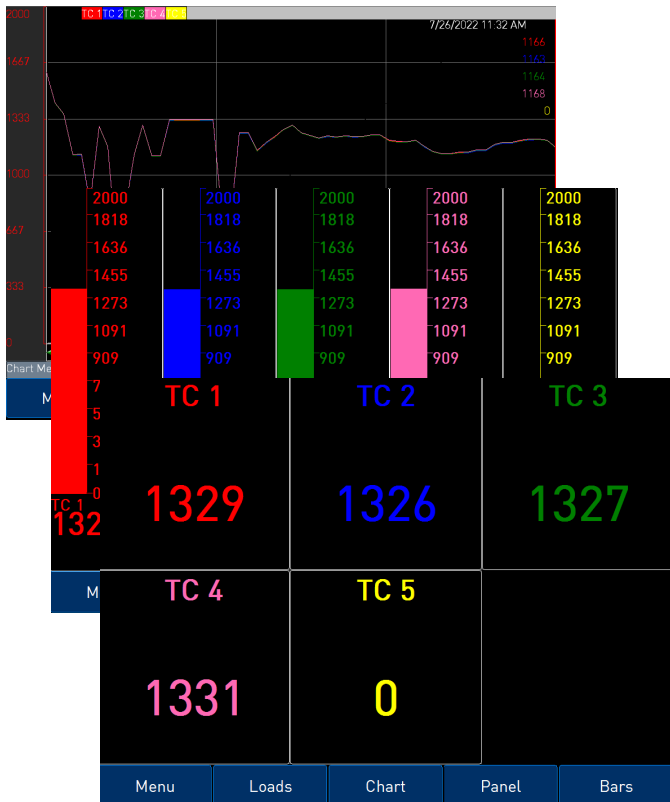 2000
TC 1 TC 2 TC 3 TC 4
7/26/2022 11:32 AM
1166
1163
1164
1168
0
1667
1333
1000
667
333
0
Chart Me
M
2000 2000 2000 2000 2000
1818 1818 1818 1818 1818
1636 1636 1636 1636 1636
1455 1455 1455 1455 1455
1273 1273 1273 1273 1273
1091 1091 1091 1091 1091
909 909 909 909 909
7
5
3
1
0
TC 1
132
M
TC 1 TC 2 TC 3
1329 1326 1327
TC 4 TC 5
1331 0
Menu Loads Chart Panel Bars